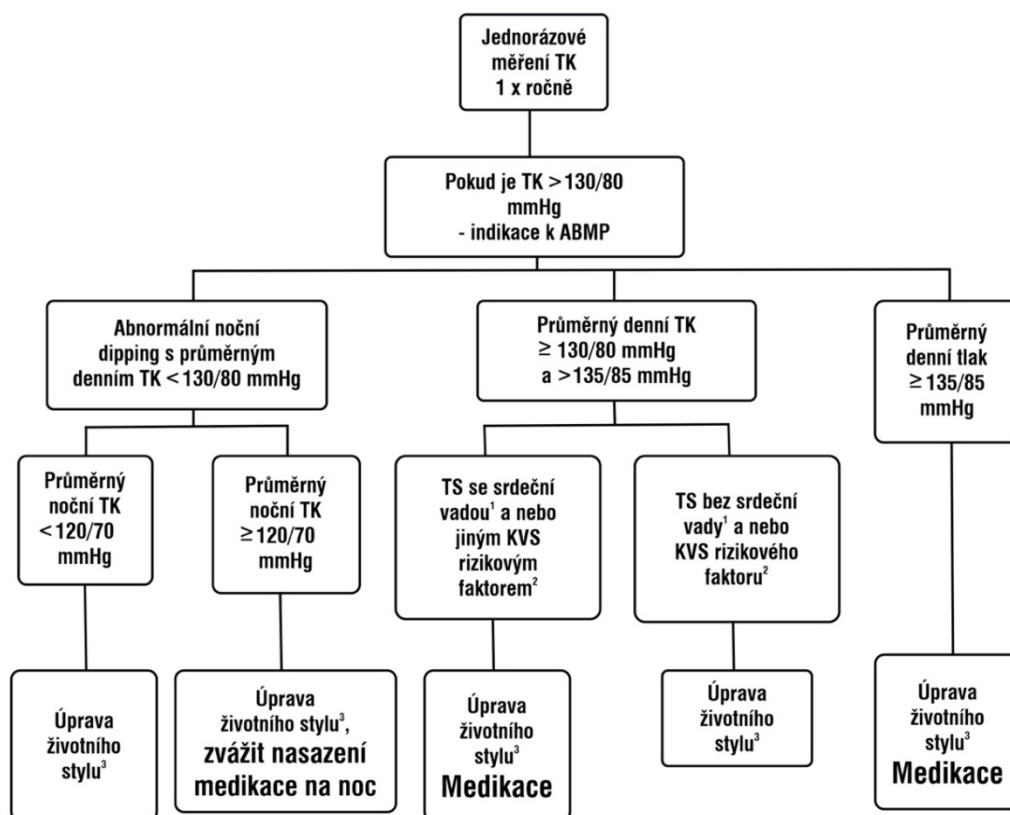 Jednorázové
měření TK
1 x ročně
Pokud je TK > 130/80
mmHg
- indikace k ABMP
Abnormální noční
dipping s průměrným
denním TK < 130/80 mmHg
Průměrný denní TK
≥ 130/80 mmHg
a > 135/85 mmHg
Průměrný
denní tlak
≥ 135/85
mmHg
Průměrný
noční TK
< 120/70
mmHg
Průměrný
noční TK
≥ 120/70
mmHg
TS se srdeční
vadou¹ a nebo
jiným KVS
rizikovým
faktorem²
TS bez srdeční
vady¹ a nebo
KVS rizikového
faktoru²
Úprava
životního
stylu³
Úprava
životního stylu³,
zvážit nasazení
medikace na noc
Úprava
životního
stylu³
Medikace
Úprava
životního
stylu³
Úprava
životního
stylu³
Medikace